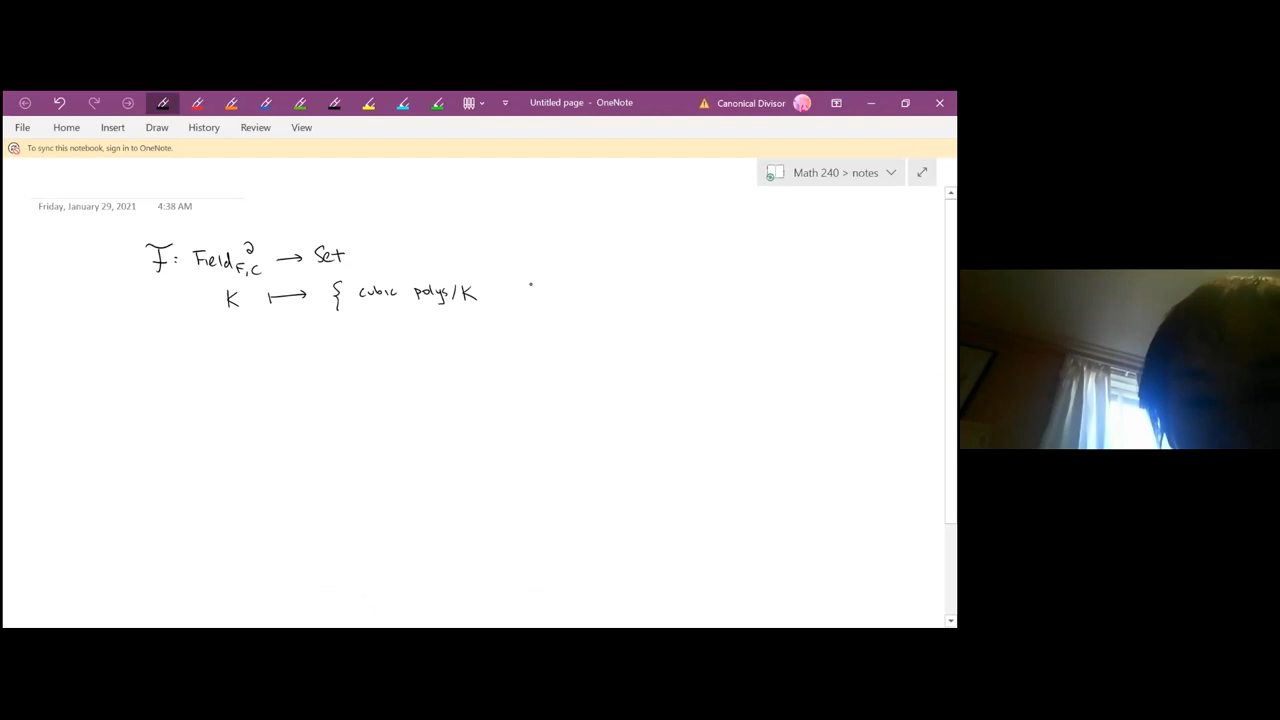 Untitled page - OneNote
Canonical Divisor
File Home Insert Draw History Review View
To sync this notebook, sign in to OneNote.
Math 240 > notes
Friday, January 29, 2021 4:38 AM
F: Field_{F,C}^∂ → Set
K ↦ { cubic polys/K